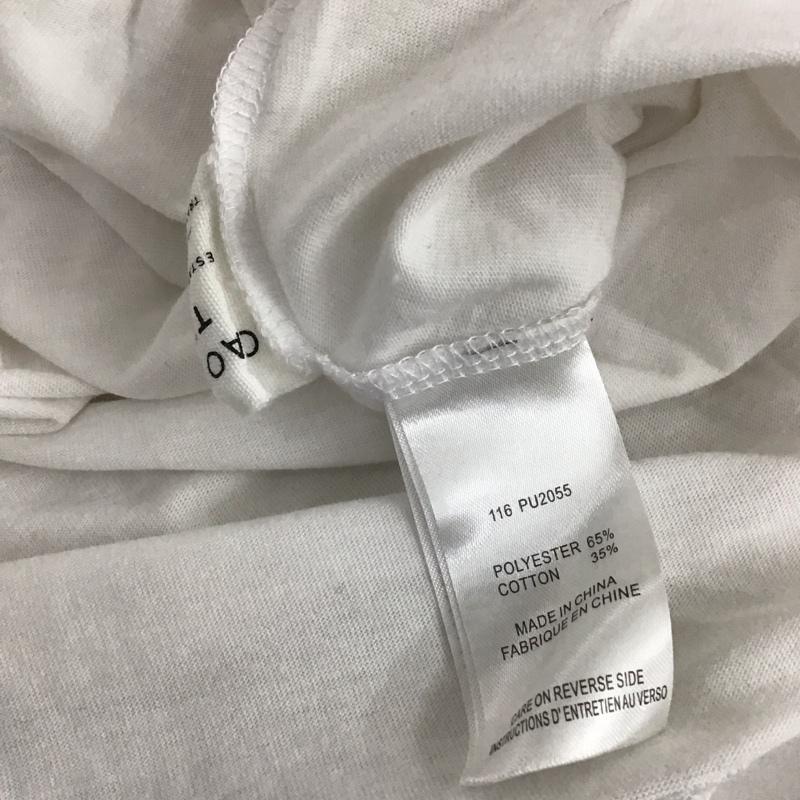 116 PU2055
POLYESTER 65%
COTTON 35%
MADE IN CHINA
FABRIQUE EN CHINE
CARE ON REVERSE SIDE
INSTRUCTIONS D' ENTRETIEN AU VERSO